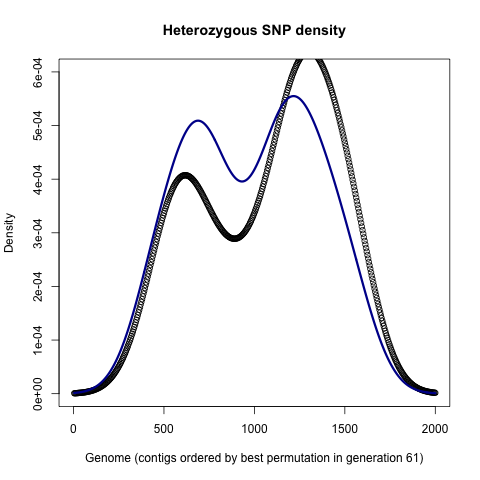 Heterozygous SNP density
6e-04
5e-04
4e-04
3e-04
2e-04
1e-04
0e+00
Density
0 500 1000 1500 2000
Genome (contigs ordered by best permutation in generation 61)